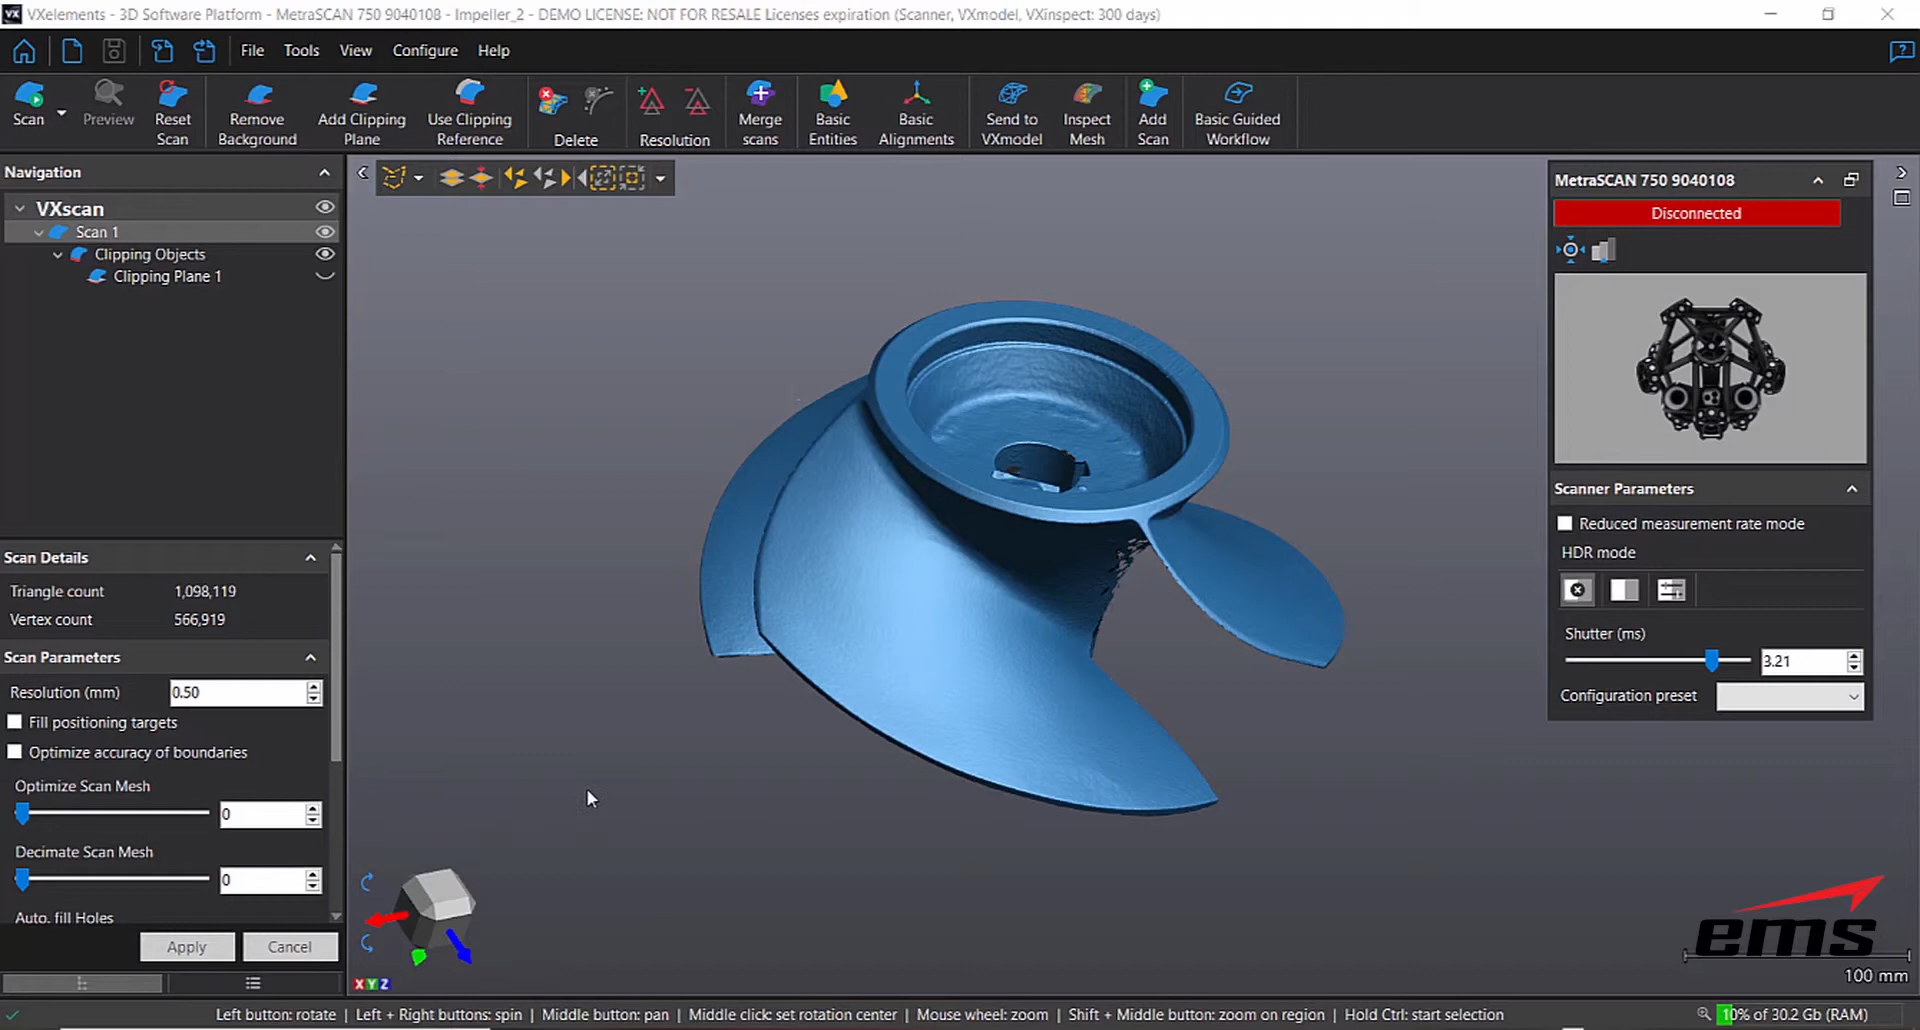 VXelements - 3D Software Platform - MetraSCAN 750 9040108 - Impeller_2 - DEMO LICENSE: NOT FOR RESALE Licenses expiration (Scanner, VXmodel, VXinspect: 300 days)
File Tools View Configure Help
Scan
Preview
Reset
Scan
Remove
Background
Add Clipping
Plane
Use Clipping
Reference
Delete
Resolution
Merge
scans
Basic
Entities
Basic
Alignments
Send to
VXmodel
Inspect
Mesh
Add
Scan
Basic Guided
Workflow
Navigation
VXscan
Scan 1
Clipping Objects
Clipping Plane 1
Scan Details
Triangle count 1,098,119
Vertex count 566,919
Scan Parameters
Resolution (mm) 0.50
Fill positioning targets
Optimize accuracy of boundaries
Optimize Scan Mesh
0
Decimate Scan Mesh
0
Auto. fill Holes
Apply Cancel
XYZ
MetraSCAN 750 9040108
Disconnected
Scanner Parameters
Reduced measurement rate mode
HDR mode
Shutter (ms)
3.21
Configuration preset
ems
100 mm
Left button: rotate | Left + Right buttons: spin | Middle button: pan | Middle click: set rotation center | Mouse wheel: zoom | Shift + Middle button: zoom on region | Hold Ctrl: start selection
10% of 30.2 Gb (RAM)